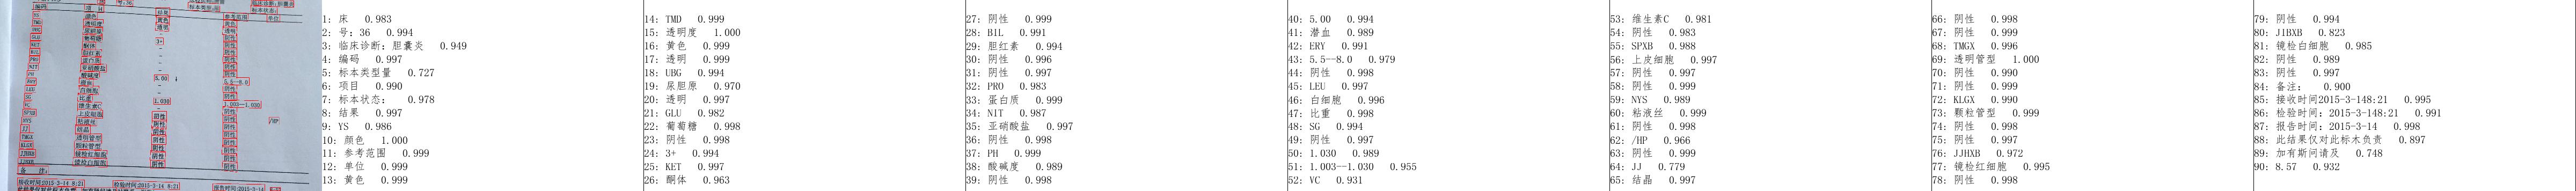 1: 床 0.983
2: 号：36 0.994
3: 临床诊断：胆囊炎 0.949
4: 编码 0.997
5: 标本类型量 0.727
6: 项目 0.990
7: 标本状态： 0.978
8: 结果 0.997
9: YS 0.986
10: 颜色 1.000
11: 参考范围 0.999
12: 单位 0.999
13: 黄色 0.999
14: TMD 0.999
15: 透明度 1.000
16: 黄色 0.999
17: 透明 0.999
18: UBG 0.994
19: 尿胆原 0.970
20: 透明 0.997
21: GLU 0.982
22: 葡萄糖 0.998
23: 阴性 0.998
24: 3+ 0.994
25: KET 0.997
26: 酮体 0.963
27: 阴性 0.999
28: BIL 0.991
29: 胆红素 0.994
30: 阴性 0.996
31: 阴性 0.997
32: PRO 0.983
33: 蛋白质 0.999
34: NIT 0.987
35: 亚硝酸盐 0.997
36: 阴性 0.998
37: PH 0.999
38: 酸碱度 0.989
39: 阴性 0.998
40: 5.00 0.994
41: 潜血 0.989
42: ERY 0.991
43: 5.5--8.0 0.979
44: 阴性 0.998
45: LEU 0.997
46: 白细胞 0.996
47: 比重 0.998
48: SG 0.994
49: 阴性 0.997
50: 1.030 0.989
51: 1.003--1.030 0.955
52: VC 0.931
53: 维生素C 0.981
54: 阴性 0.983
55: SPXB 0.988
56: 上皮细胞 0.997
57: 阴性 0.997
58: 阴性 0.999
59: NYS 0.989
60: 粘液丝 0.999
61: 阴性 0.998
62: /HP 0.966
63: 阴性 0.999
64: JJ 0.779
65: 结晶 0.997
66: 阴性 0.998
67: 阴性 0.999
68: TMGX 0.996
69: 透明管型 1.000
70: 阴性 0.990
71: 阴性 0.999
72: KLGX 0.990
73: 颗粒管型 0.999
74: 阴性 0.998
75: 阴性 0.997
76: JJHXB 0.972
77: 镜检红细胞 0.995
78: 阴性 0.998
79: 阴性 0.994
80: J1BXB 0.823
81: 镜检白细胞 0.985
82: 阴性 0.989
83: 阴性 0.997
84: 备注： 0.900
85: 接收时间2015-3-148:21 0.995
86: 检验时间：2015-3-148:21 0.991
87: 报告时间：2015-3-14 0.998
88: 此结果仅对此标本负责 0.897
89: 加有斯问请及 0.748
90: 8.57 0.932